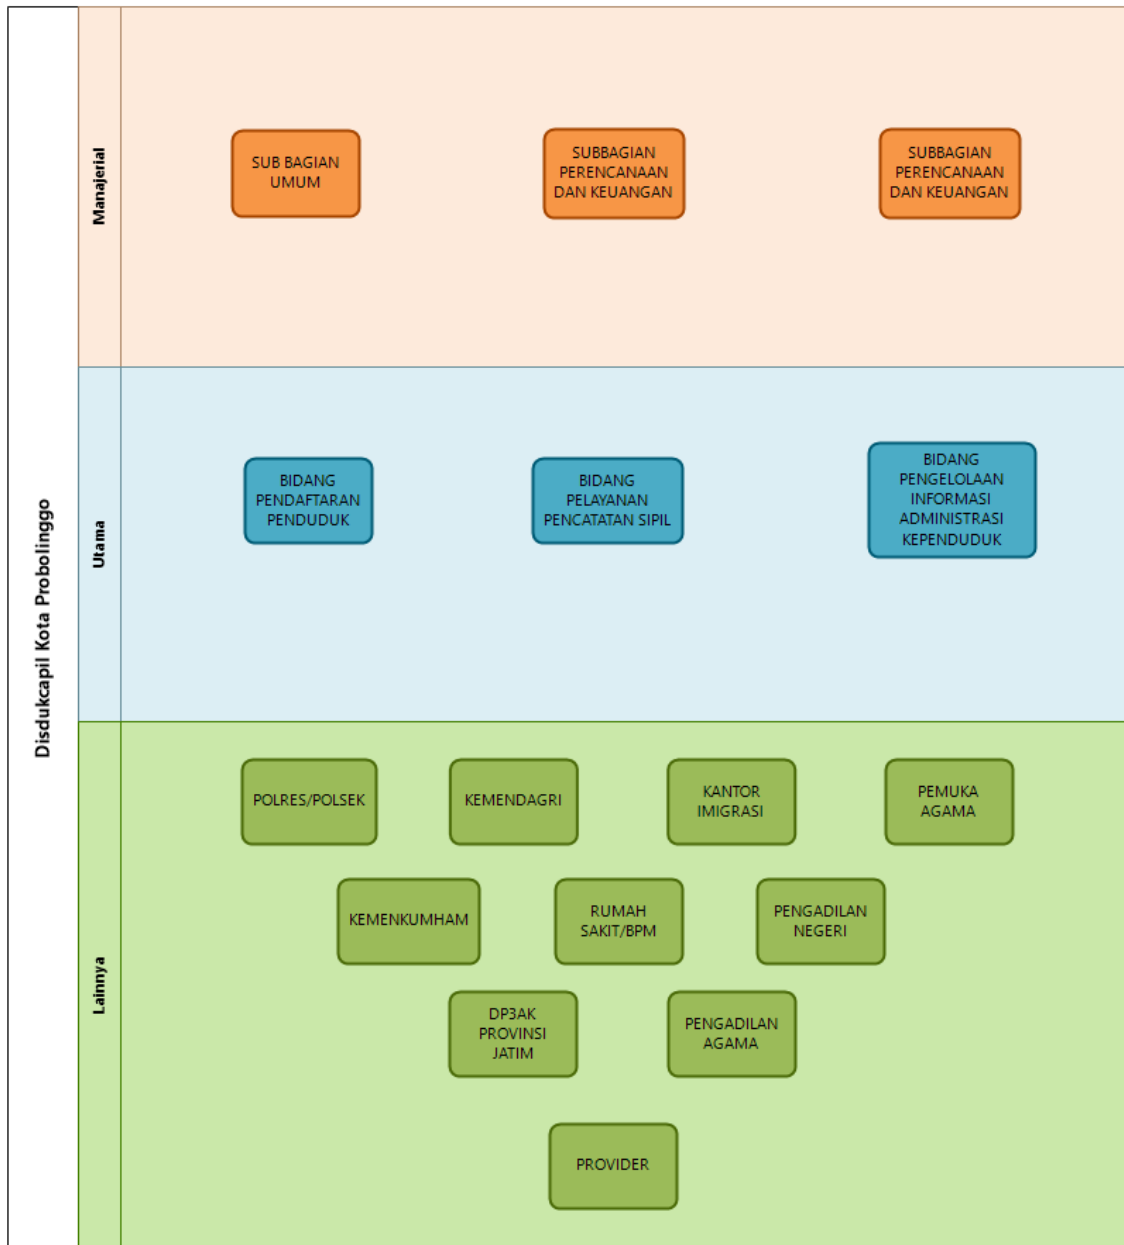 Disdukcapil Kota Probolinggo
Manajerial
SUB BAGIAN
UMUM
SUBBAGIAN
PERENCANAAN
DAN KEUANGAN
SUBBAGIAN
PERENCANAAN
DAN KEUANGAN
Utama
BIDANG
PENDAFTARAN
PENDUDUK
BIDANG
PELAYANAN
PENCATATAN SIPIL
BIDANG
PENGELOLAAN
INFORMASI
ADMINISTRASI
KEPENDUDUK
Lainnya
POLRES/POLSEK
KEMENDAGRI
KANTOR
IMIGRASI
PEMUKA
AGAMA
KEMENKUMHAM
RUMAH
SAKIT/BPM
PENGADILAN
NEGERI
DP3AK
PROVINSI
JATIM
PENGADILAN
AGAMA
PROVIDER